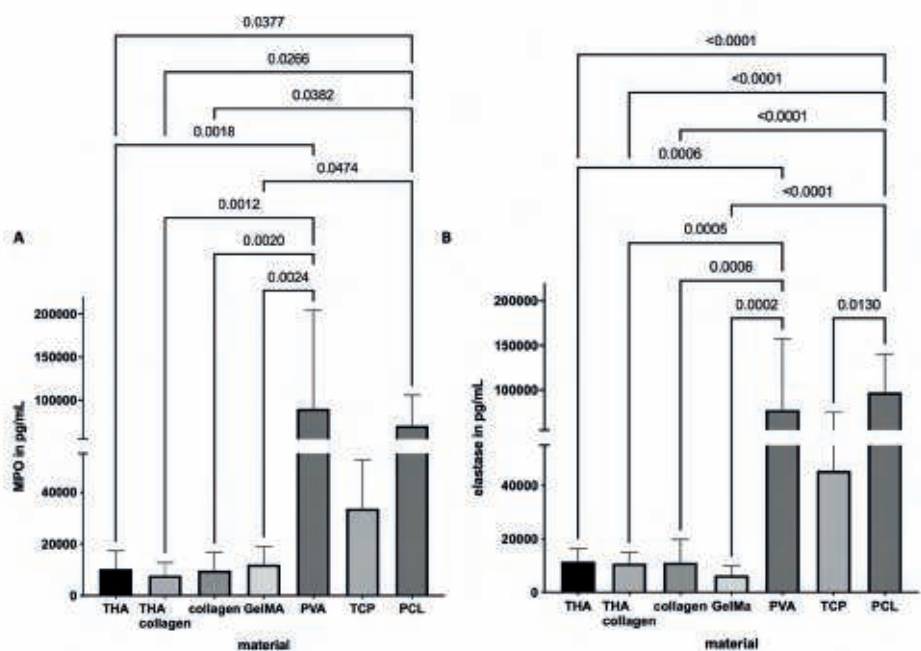 0.0377
0.0266
0.0382
0.0018
0.0474
0.0012
0.0020
0.0024
A
200000
150000
100000
40000
20000
0
MPO in pg/mL
THA
THA collagen
collagen
GelMA
PVA
TCP
PCL
material
<0.0001
<0.0001
<0.0001
0.0006
<0.0001
0.0005
0.0006
0.0002
0.0130
B
200000
150000
100000
40000
20000
0
elastase in pg/mL
THA
THA collagen
collagen
GelMa
PVA
TCP
PCL
material